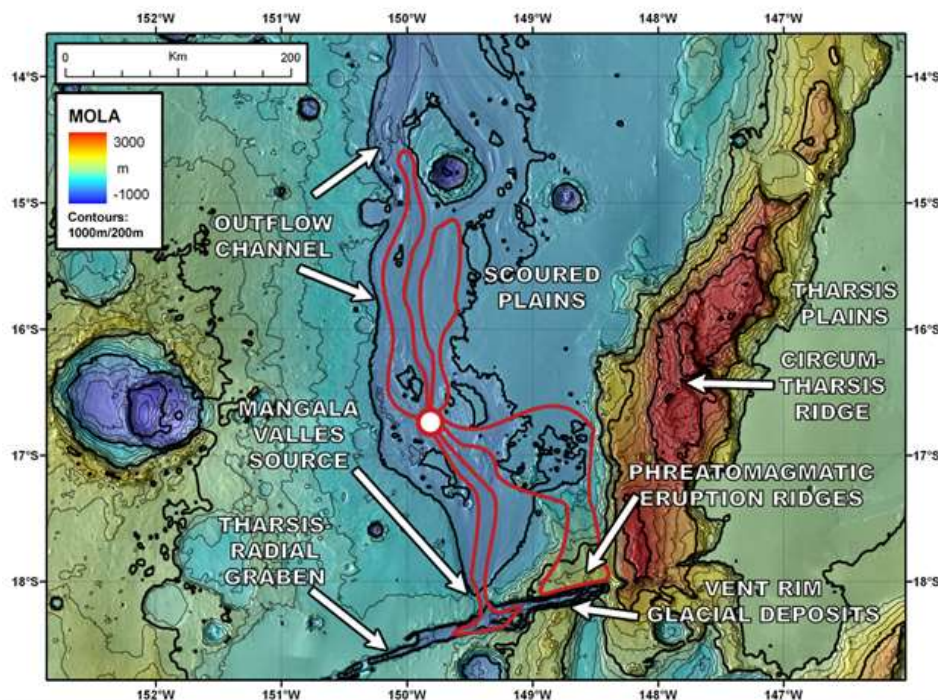 152°W 151°W 150°W 149°W 148°W 147°W
0 Km 200
14°S
14°S
MOLA
3000
m
-1000
Contours:
1000m/200m
15°S
15°S
OUTFLOW
CHANNEL
SCOURED
PLAINS
THARSIS
PLAINS
16°S
16°S
CIRCUM-
THARSIS
RIDGE
MANGALA
VALLES
SOURCE
17°S
17°S
PHREATOMAGMATIC
ERUPTION RIDGES
THARSIS-
RADIAL
GRABEN
18°S
18°S
VENT RIM
GLACIAL DEPOSITS
152°W 151°W 150°W 149°W 148°W 147°W